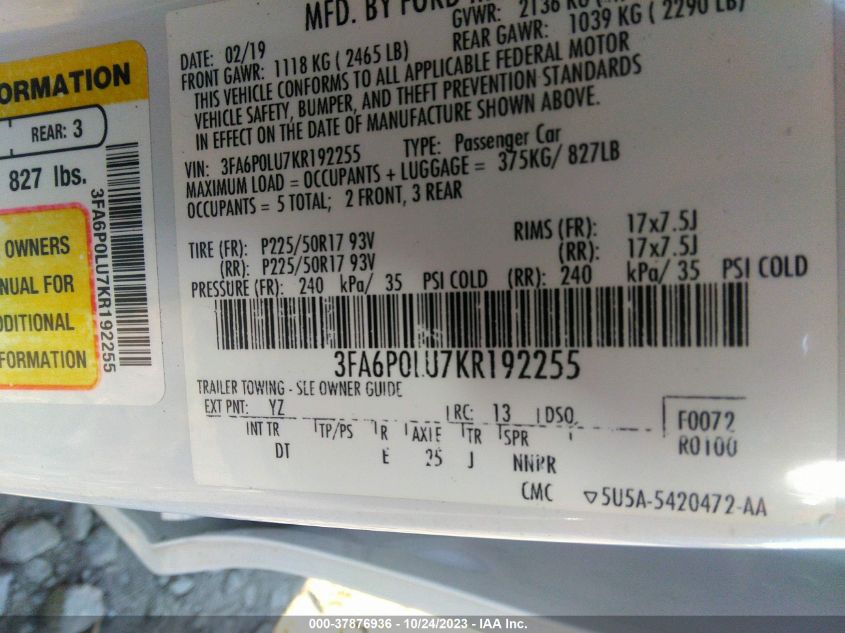 MFD. BY FORD
GVWR: 2136 KG
DATE: 02/19
FRONT GAWR: 1118 KG ( 2465 LB)
REAR GAWR: 1039 KG ( 2290 LB)
THIS VEHICLE CONFORMS TO ALL APPLICABLE FEDERAL MOTOR
VEHICLE SAFETY, BUMPER, AND THEFT PREVENTION STANDARDS
IN EFFECT ON THE DATE OF MANUFACTURE SHOWN ABOVE.
VIN: 3FA6P0LU7KR192255 TYPE: Passenger Car
MAXIMUM LOAD = OCCUPANTS + LUGGAGE = 375KG/ 827LB
OCCUPANTS = 5 TOTAL; 2 FRONT, 3 REAR
TIRE (FR): P225/50R17 93V RIMS (FR): 17x7.5J
(RR): P225/50R17 93V (RR): 17x7.5J
PRESSURE (FR): 240 kPa/ 35 PSI COLD (RR): 240 kPa/ 35 PSI COLD
3FA6P0LU7KR192255
TRAILER TOWING - SEE OWNER GUIDE
EXT PNT: YZ RC: 13 DSO:
F0072
R0100
INT TR TP/PS R AXLE TR SPR
DT E 25 J NNPR
CMC ▽5U5A-5420472-AA
ORMATION
REAR: 3
827 lbs.
OWNERS
NUAL FOR
DDITIONAL
FORMATION
3FA6P0LU7KR192255
000-37876936 - 10/24/2023 - IAA Inc.